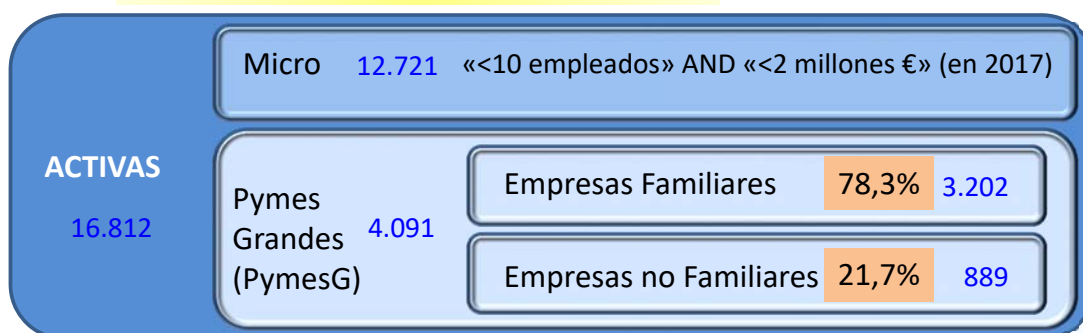 Micro 12.721 «<10 empleados» AND «<2 millones €» (en 2017)
ACTIVAS
16.812
Pymes
Grandes 4.091
(PymesG)
Empresas Familiares 78,3% 3.202
Empresas no Familiares 21,7% 889